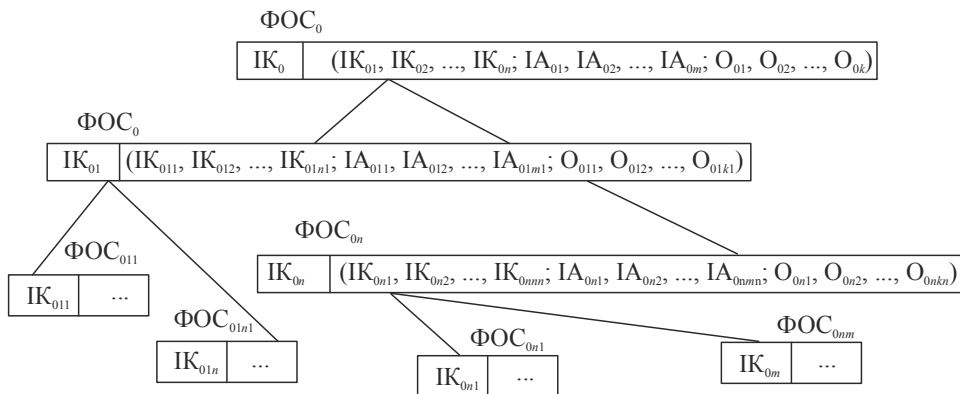 ФОС₀
ІК₀ (ІК₀₁, ІК₀₂, ..., ІК₀ₙ; ІА₀₁, ІА₀₂, ..., ІА₀ₘ; О₀₁, О₀₂, ..., О₀ₖ)
ФОС₀
ІК₀₁ (ІК₀₁₁, ІК₀₁₂, ..., ІК₀₁ₙ₁; ІА₀₁₁, ІА₀₁₂, ..., ІА₀₁ₘ₁; О₀₁₁, О₀₁₂, ..., О₀₁ₖ₁)
ФОС₀ₙ
ІК₀ₙ (ІК₀ₙ₁, ІК₀ₙ₂, ..., ІК₀ₙₙₙ; ІА₀ₙ₁, ІА₀ₙ₂, ..., ІА₀ₙₘₙ; О₀ₙ₁, О₀ₙ₂, ..., О₀ₙₖₙ)
ФОС₀₁₁
ІК₀₁₁ ...
ФОС₀₁ₙ₁
ІК₀₁ₙ ...
ФОС₀ₙ₁
ІК₀ₙ₁ ...
ФОС₀ₙₘ
ІК₀ₘ ...